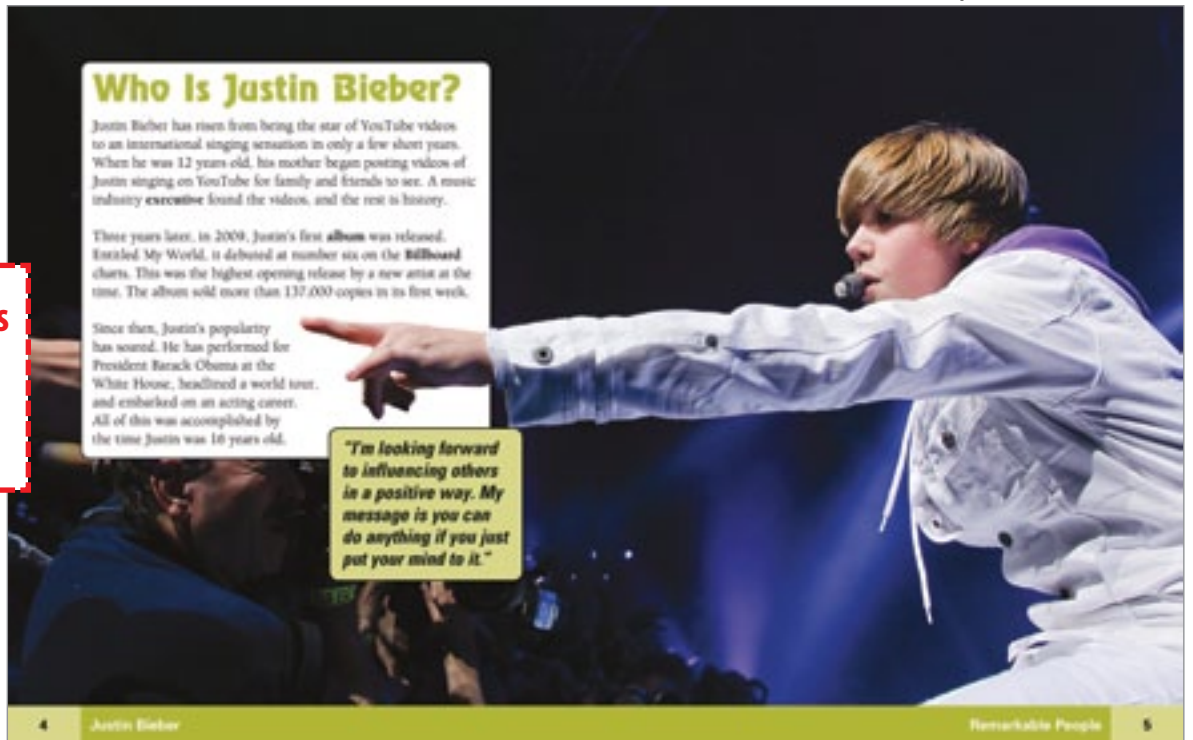 Who Is Justin Bieber?
Justin Bieber has risen from being the star of YouTube videos
to an international singing sensation in only a few short years.
When he was 12 years old, his mother began posting videos of
Justin singing on YouTube for family and friends to see. A music
industry executive found the videos, and the rest is history.
Three years later, in 2009, Justin's first album was released.
Entitled My World, it debuted at number six on the Billboard
charts. This was the highest opening release by a new artist at the
time. The album sold more than 137,000 copies in its first week.
Since then, Justin's popularity
has soared. He has performed for
President Barack Obama at the
White House, headlined a world tour,
and embarked on an acting career.
All of this was accomplished by
the time Justin was 16 years old.
"I'm looking forward
to influencing others
in a positive way. My
message is you can
do anything if you just
put your mind to it."
4 Justin Bieber
Remarkable People 5